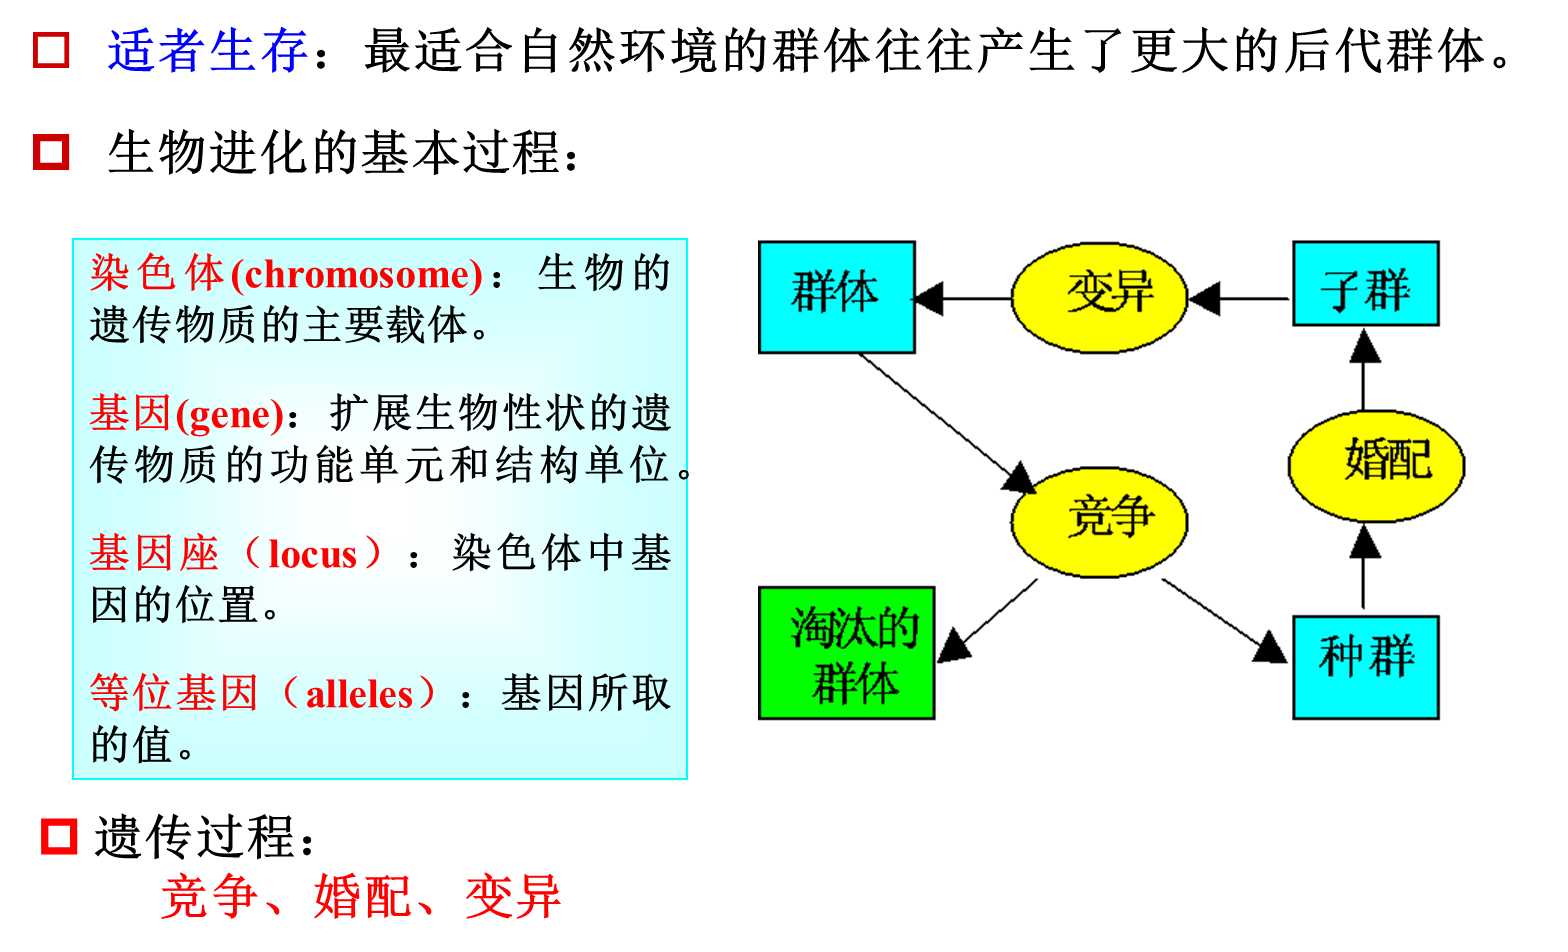 适者生存：最适合自然环境的群体往往产生了更大的后代群体。
生物进化的基本过程：
染色体(chromosome)：生物的
遗传物质的主要载体。
基因(gene)：扩展生物性状的遗
传物质的功能单元和结构单位。
基因座（locus）：染色体中基
因的位置。
等位基因（alleles）：基因所取
的值。
群体
变异
子群
婚配
竞争
淘汰的
群体
种群
遗传过程：
竞争、婚配、变异